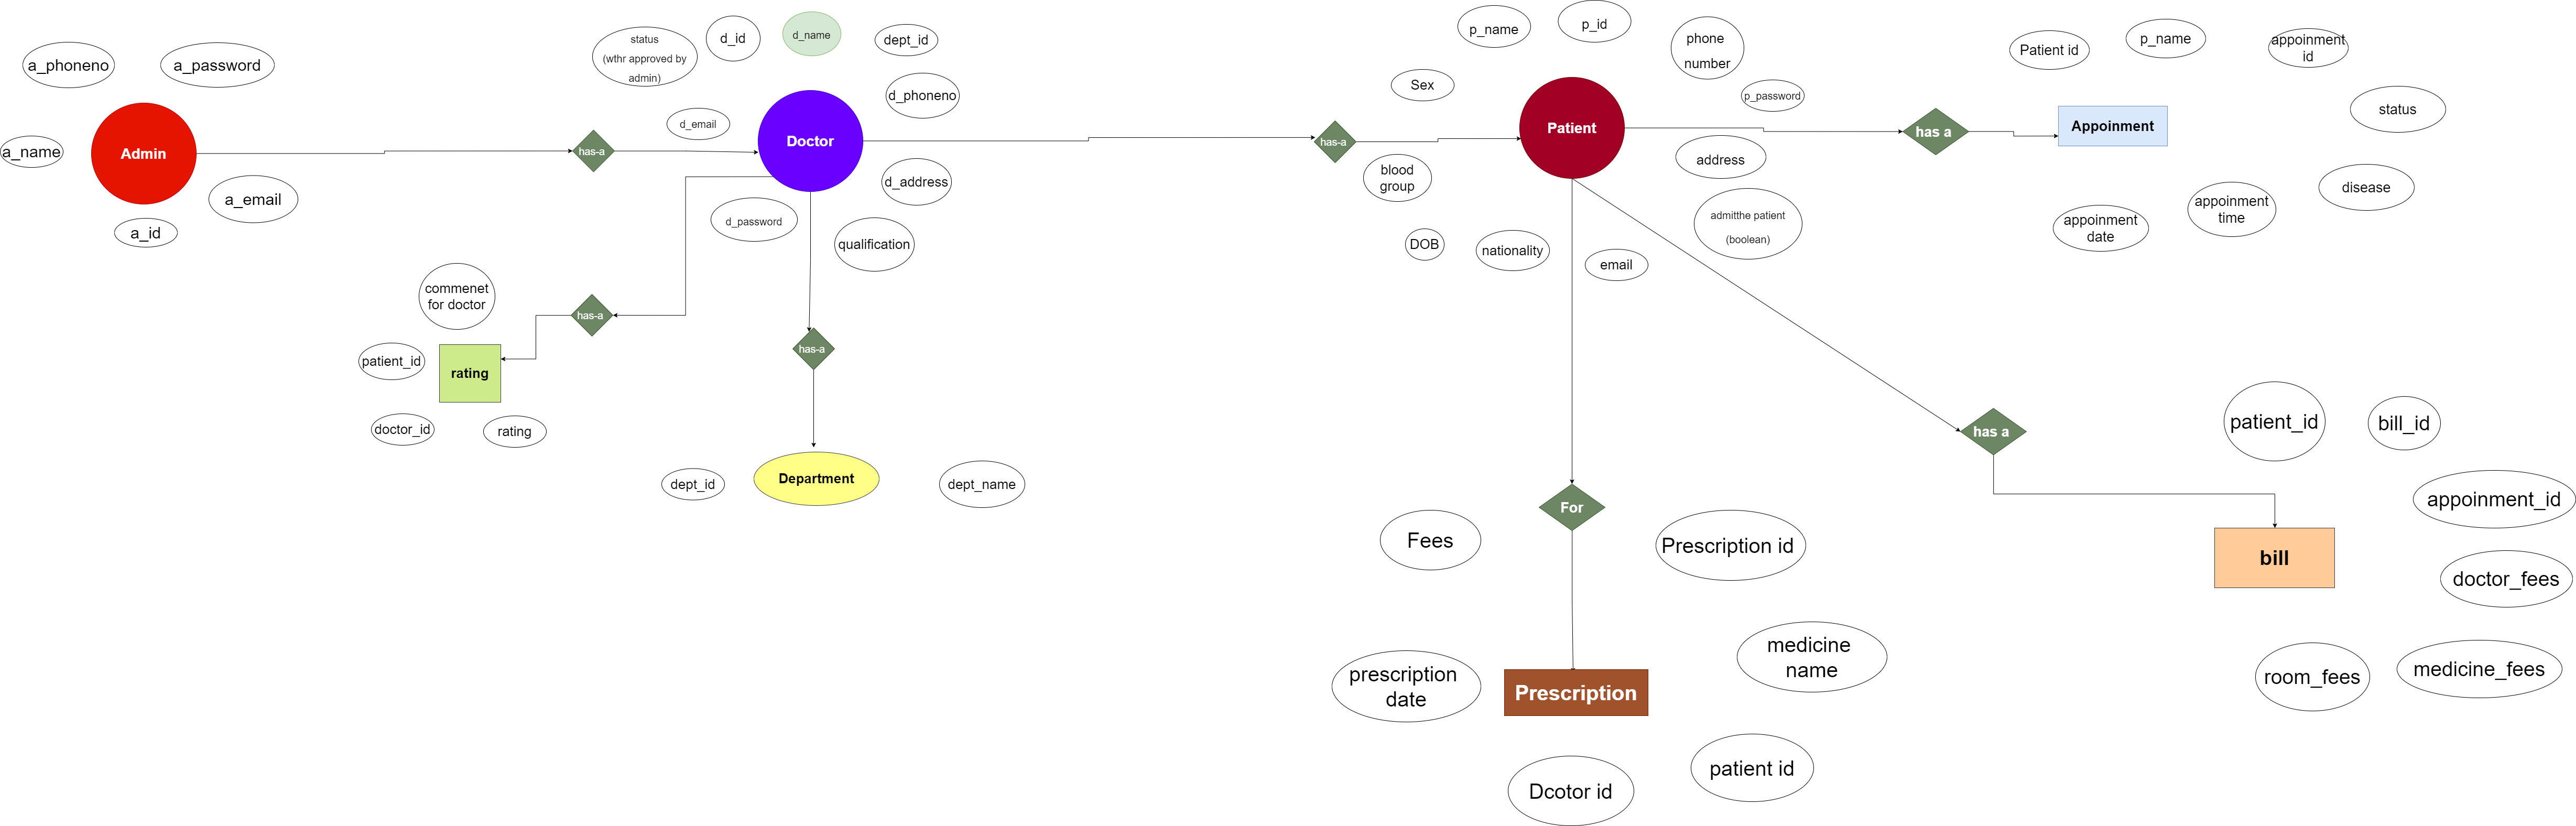 a_phoneno
a_password
a_name
Admin
a_email
a_id
has-a
status
(wthr approved by
admin)
d_id
d_name
dept_id
d_phoneno
d_email
Doctor
d_address
d_password
qualification
has-a
commenet
for doctor
patient_id
rating
doctor_id
rating
has-a
dept_id
Department
dept_name
has-a
p_name
p_id
phone
number
Sex
p_password
Patient
blood
group
address
DOB
nationality
email
admitthe patient
(boolean)
has a
Patient id
p_name
appoinment
id
Appoinment
status
disease
appoinment
date
appoinment
time
For
Fees
Prescription id
prescription
date
Prescription
medicine
name
Dcotor id
patient id
has a
patient_id
bill_id
appoinment_id
bill
doctor_fees
room_fees
medicine_fees